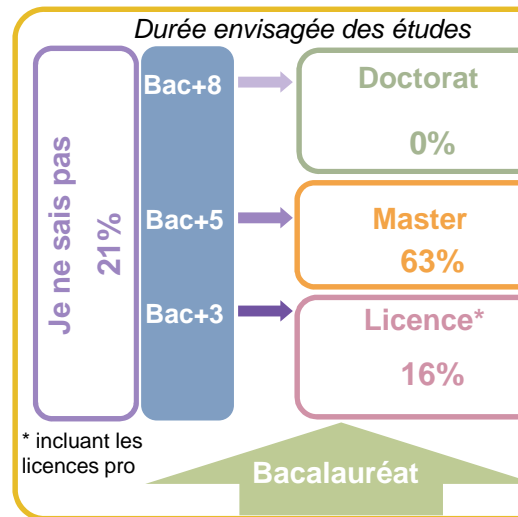 Durée envisagée des études
Je ne sais pas
21%
Bac+8
Doctorat
0%
Bac+5
Master
63%
Bac+3
Licence*
16%
* incluant les
licences pro
Bacalauréat